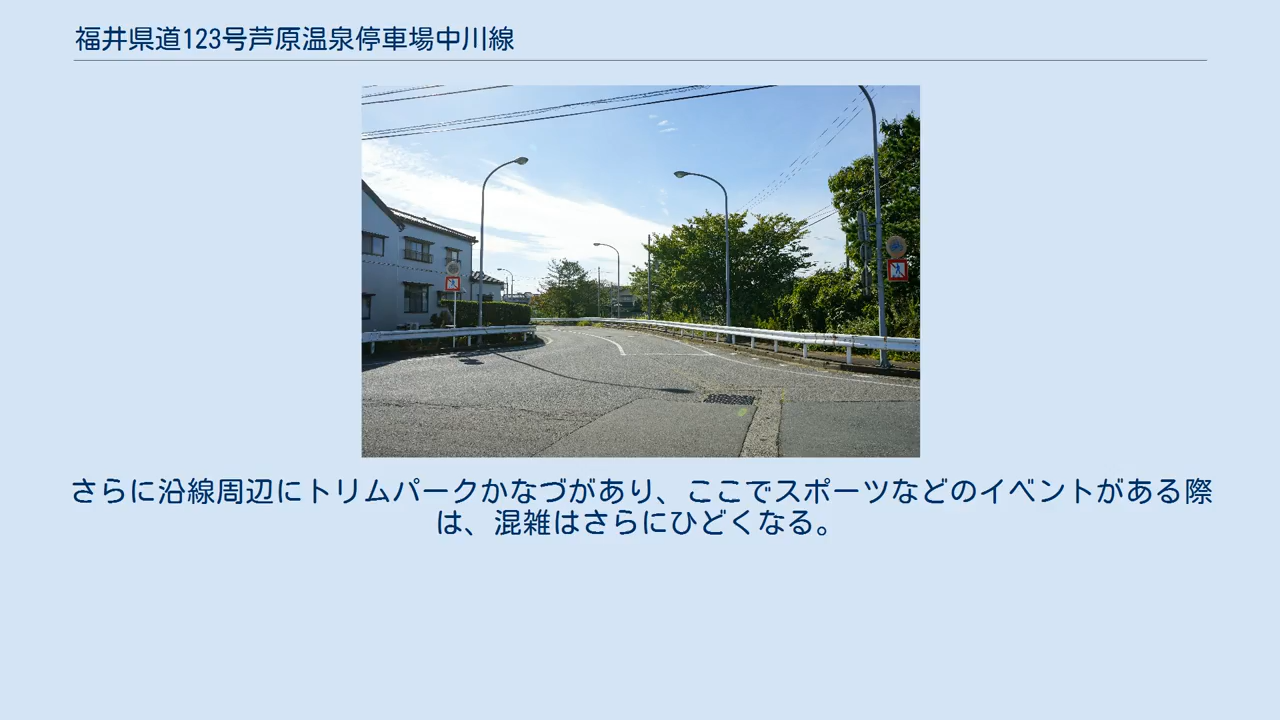 福井県道123号芦原温泉停車場中川線
さらに沿線周辺にトリムパークかなづがあり、ここでスポーツなどのイベントがある際
は、混雑はさらにひどくなる。